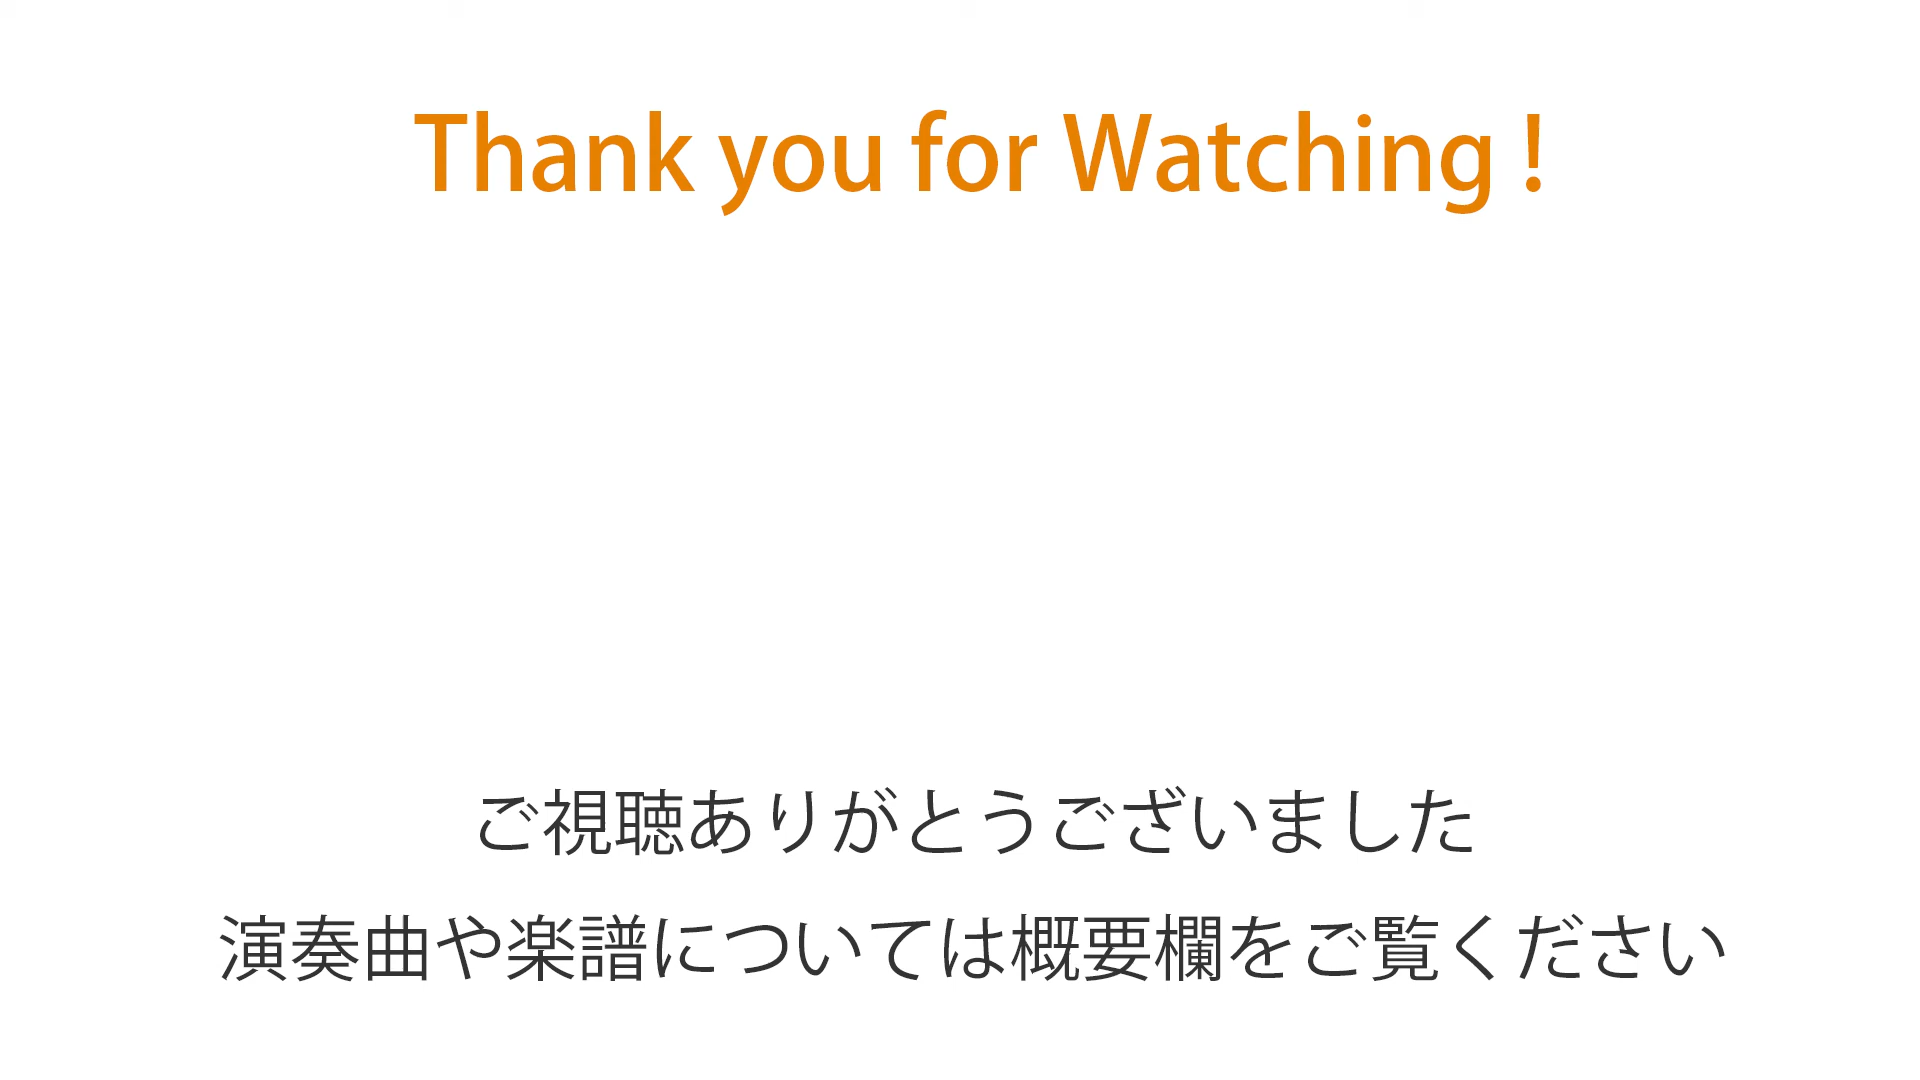 Thank you for Watching !
ご視聴ありがとうございました
演奏曲や楽譜については概要欄をご覧ください